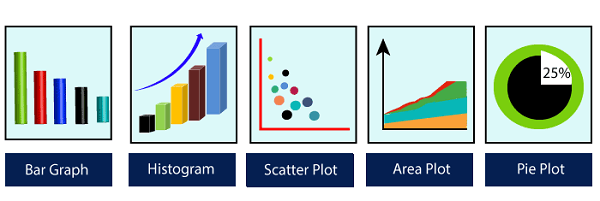 25%
Bar Graph
Histogram
Scatter Plot
Area Plot
Pie Plot